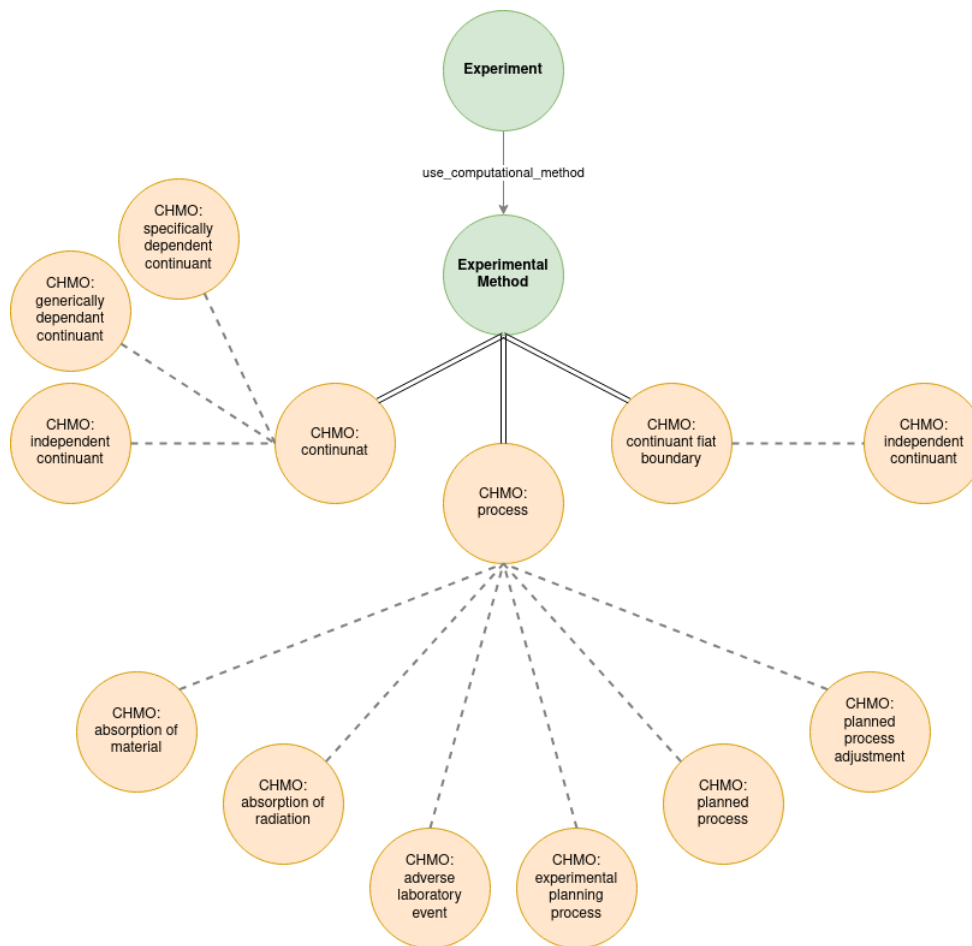 Experiment
use_computational_method
CHMO:
specifically
dependent
continuant
Experimental
Method
CHMO:
generically
dependant
continuant
CHMO:
independent
continuant
CHMO:
continunat
CHMO:
continuant fiat
boundary
CHMO:
independent
continuant
CHMO:
process
CHMO:
absorption of
material
CHMO:
absorption of
radiation
CHMO:
adverse
laboratory
event
CHMO:
experimental
planning
process
CHMO:
planned
process
CHMO:
planned
process
adjustment